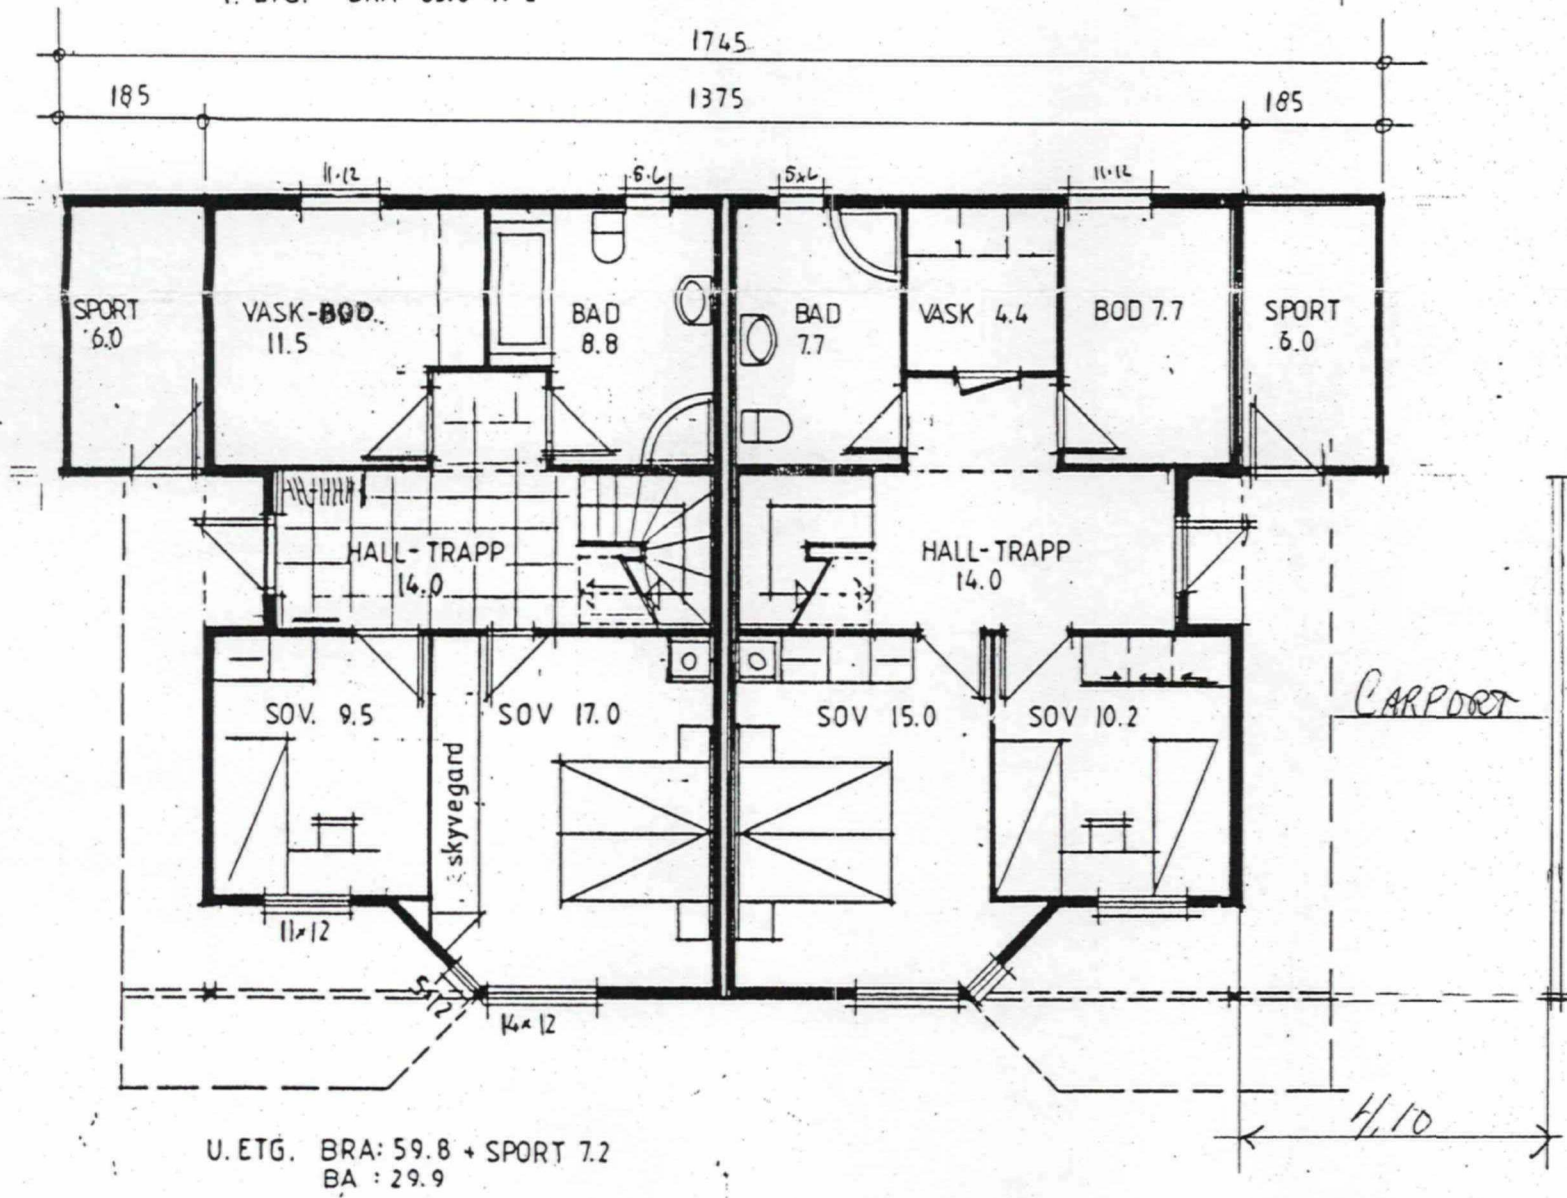 1745
185
1375
185
11·12
5·6
5x6
11·12
SPORT
6.0
VASK-BOD.
11.5
BAD
8.8
BAD
7.7
VASK 4.4
BOD 7.7
SPORT
6.0
HALL-TRAPP
14.0
HALL-TRAPP
14.0
SOV. 9.5
SOV 17.0
SOV 15.0
SOV 10.2
CARPORT
skyvegard
11x12
5x12
14x12
4,10
U. ETG. BRA: 59.8 + SPORT 7.2
BA : 29.9